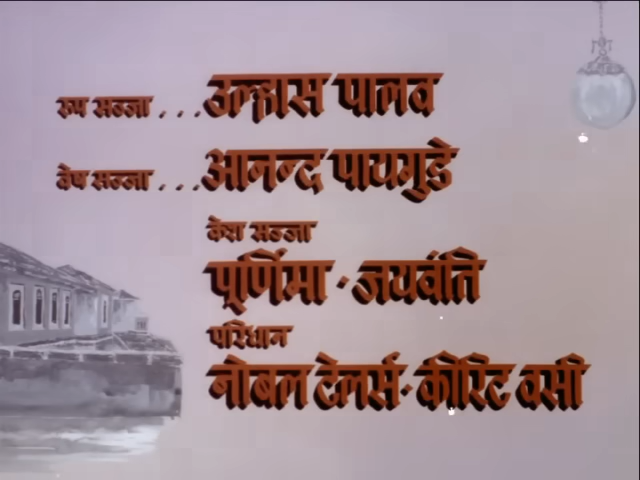 रुप सज्जा . . . उल्हास पालव
वेष सज्जा . . . आनन्द पायगुडे
केश सज्जा
पूर्णिमा · जयवंति
परिधान
नोबल टेलर्स · कीरिट वसी